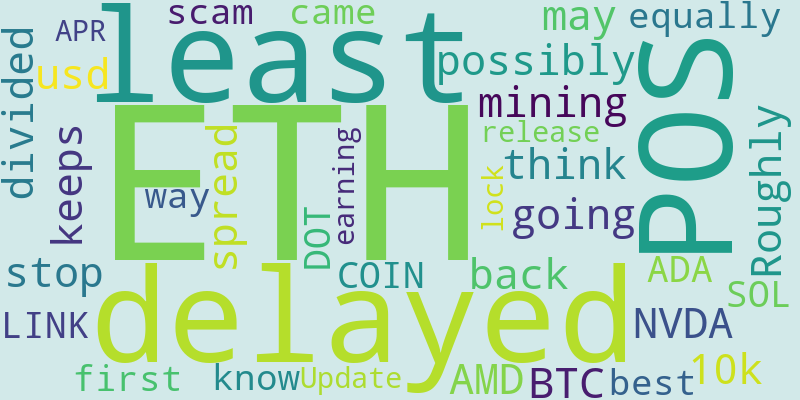 scam came may equally
APR least possibly POS
usd divided mining
release
ETH think
keeps way spread earning lock going Roughly
DOT
stop COIN back ADA
SOL
LINK delayed NVDA
first know Update AMD BTC best 10k